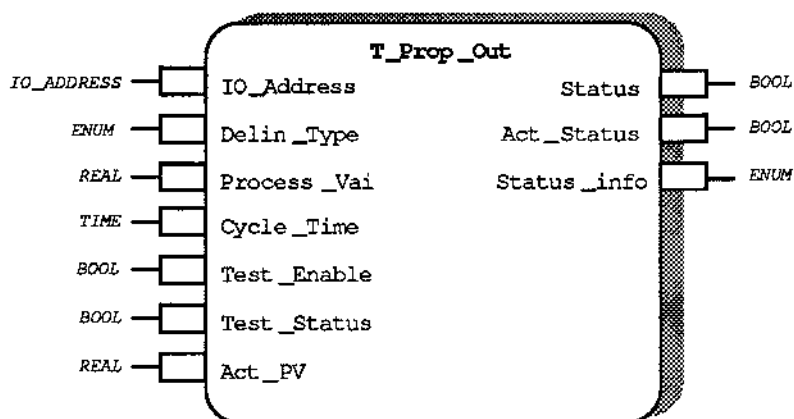 T_Prop_Out
IO_ADDRESS IO_Address Status BOOL
ENUM Delin_Type Act_Status BOOL
REAL Process_Vai Status_info ENUM
TIME Cycle_Time
BOOL Test_Enable
BOOL Test_Status
REAL Act_PV